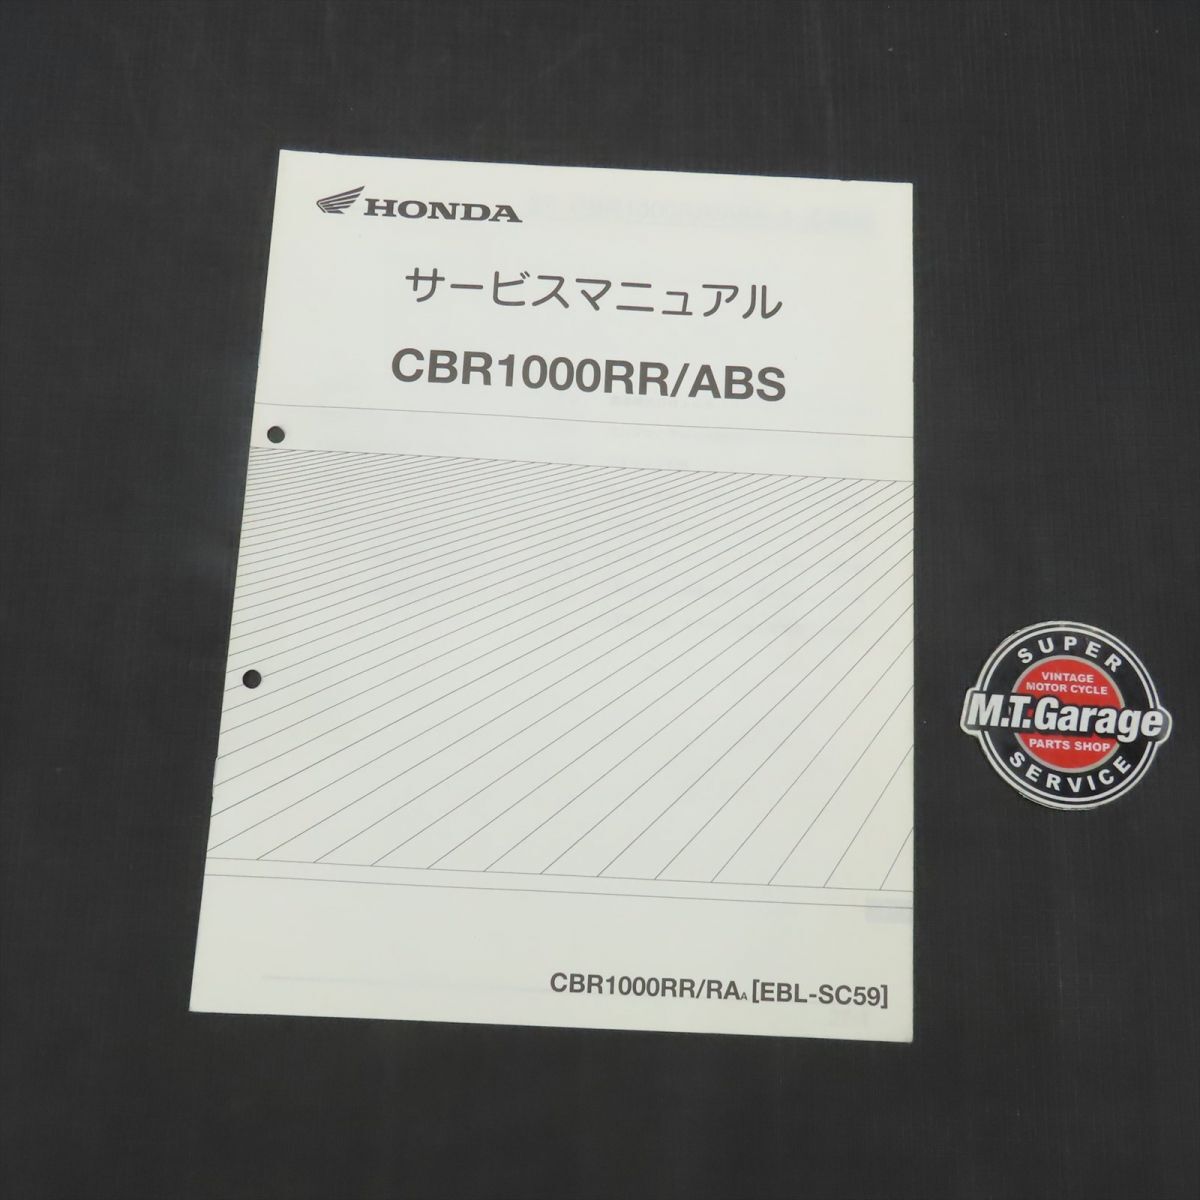 HONDA
サービスマニュアル
CBR1000RR/ABS
CBR1000RR/RAA [EBL-SC59]
SUPER
VINTAGE
MOTOR CYCLE
M.T.Garage
PARTS SHOP
SERVICE